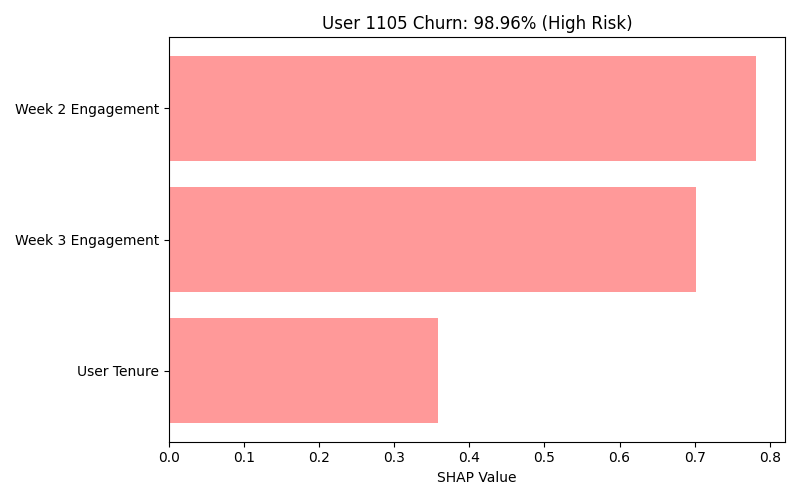 User 1105 Churn: 98.96% (High Risk)
Week 2 Engagement
Week 3 Engagement
User Tenure
0.0 0.1 0.2 0.3 0.4 0.5 0.6 0.7 0.8
SHAP Value